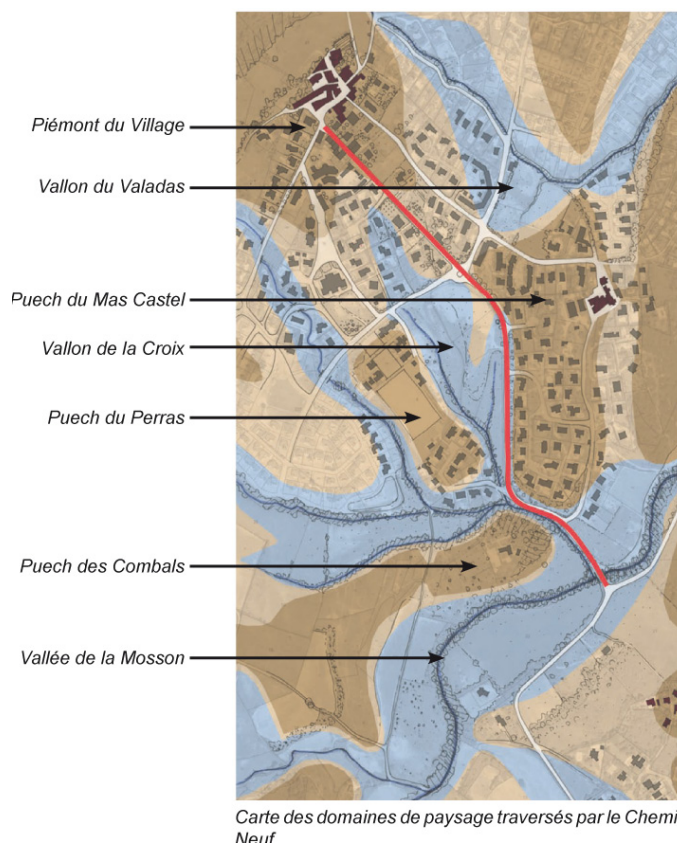 Piémont du Village
Vallon du Valadas
Puech du Mas Castel
Vallon de la Croix
Puech du Perras
Puech des Combals
Vallée de la Mosson
Carte des domaines de paysage traversés par le Chemi
Neuf